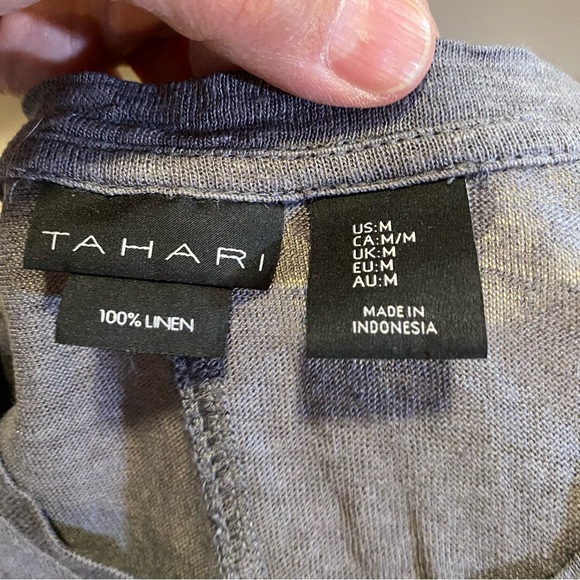 TAHARI
100% LINEN
US:M
CA:M/M
UK:M
EU:M
AU:M
MADE IN
INDONESIA